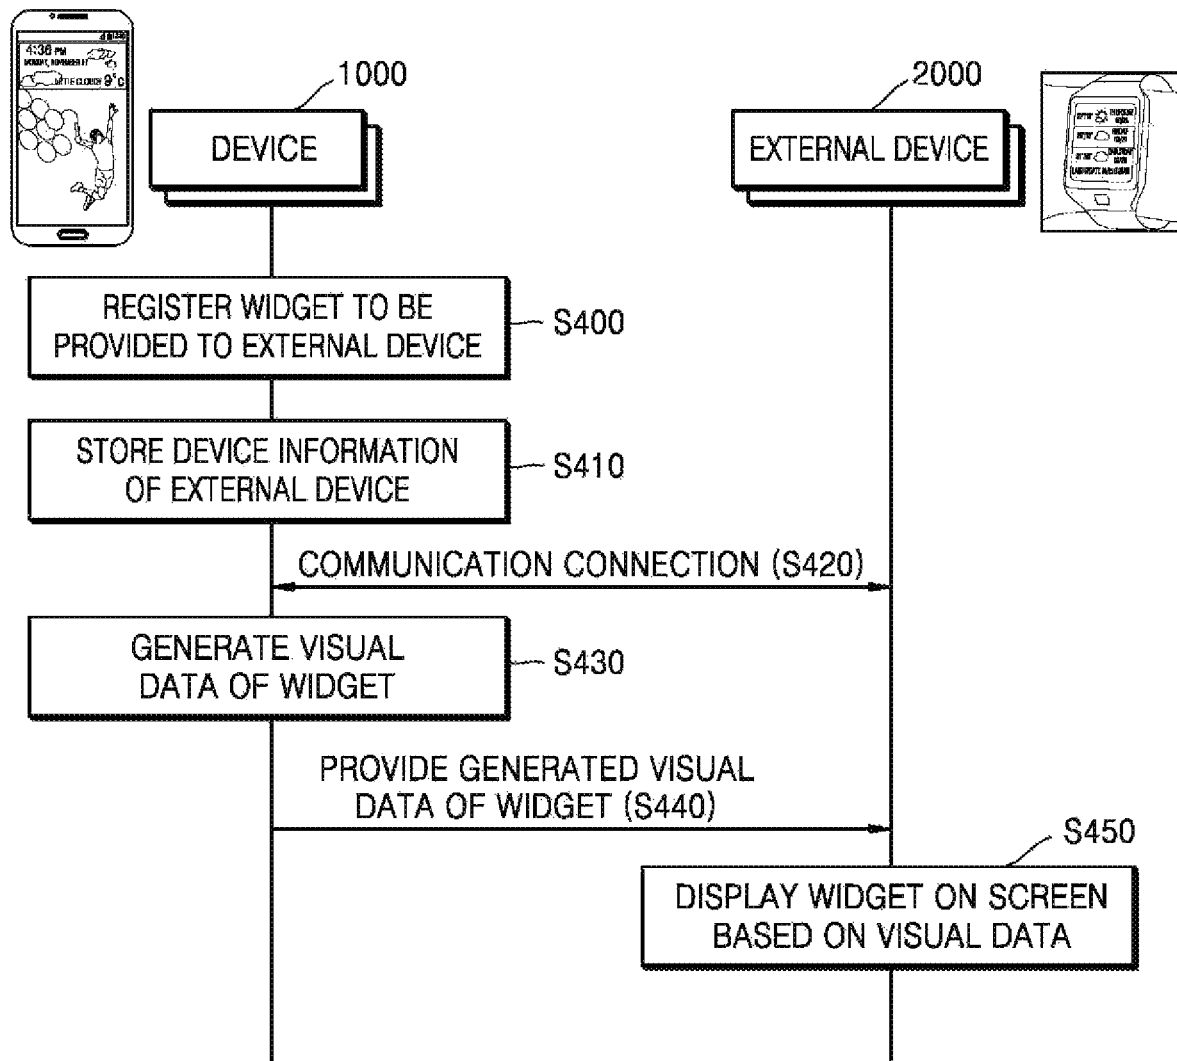 4:36 PM
9°C
1000
2000
DEVICE
EXTERNAL DEVICE
REGISTER WIDGET TO BE
PROVIDED TO EXTERNAL DEVICE
S400
STORE DEVICE INFORMATION
OF EXTERNAL DEVICE
S410
COMMUNICATION CONNECTION (S420)
GENERATE VISUAL
DATA OF WIDGET
S430
PROVIDE GENERATED VISUAL
DATA OF WIDGET (S440)
S450
DISPLAY WIDGET ON SCREEN
BASED ON VISUAL DATA